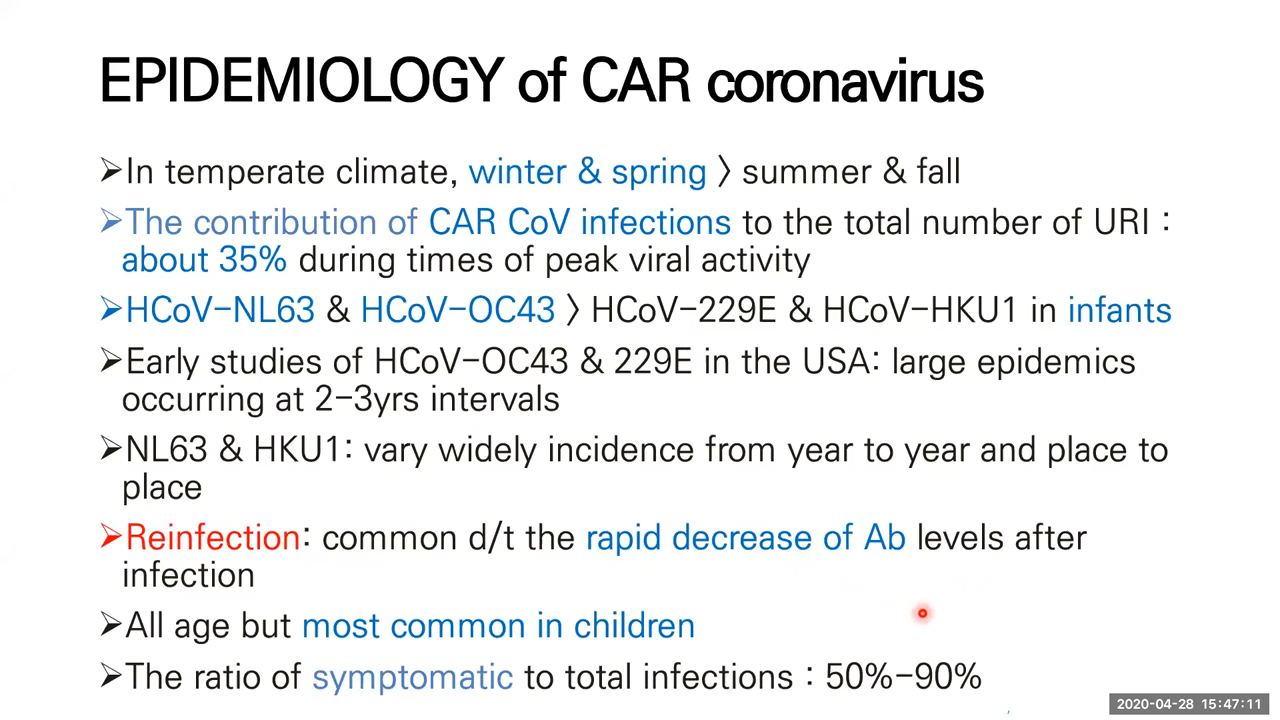 EPIDEMIOLOGY of CAR coronavirus
➢In temperate climate, winter & spring 〉 summer & fall
➢The contribution of CAR CoV infections to the total number of URI :
about 35% during times of peak viral activity
➢HCoV-NL63 & HCoV-OC43 〉 HCoV-229E & HCoV-HKU1 in infants
➢Early studies of HCoV-OC43 & 229E in the USA: large epidemics
occurring at 2-3yrs intervals
➢NL63 & HKU1: vary widely incidence from year to year and place to
place
➢Reinfection: common d/t the rapid decrease of Ab levels after
infection
➢All age but most common in children
➢The ratio of symptomatic to total infections : 50%-90%
2020-04-28 15:47:11